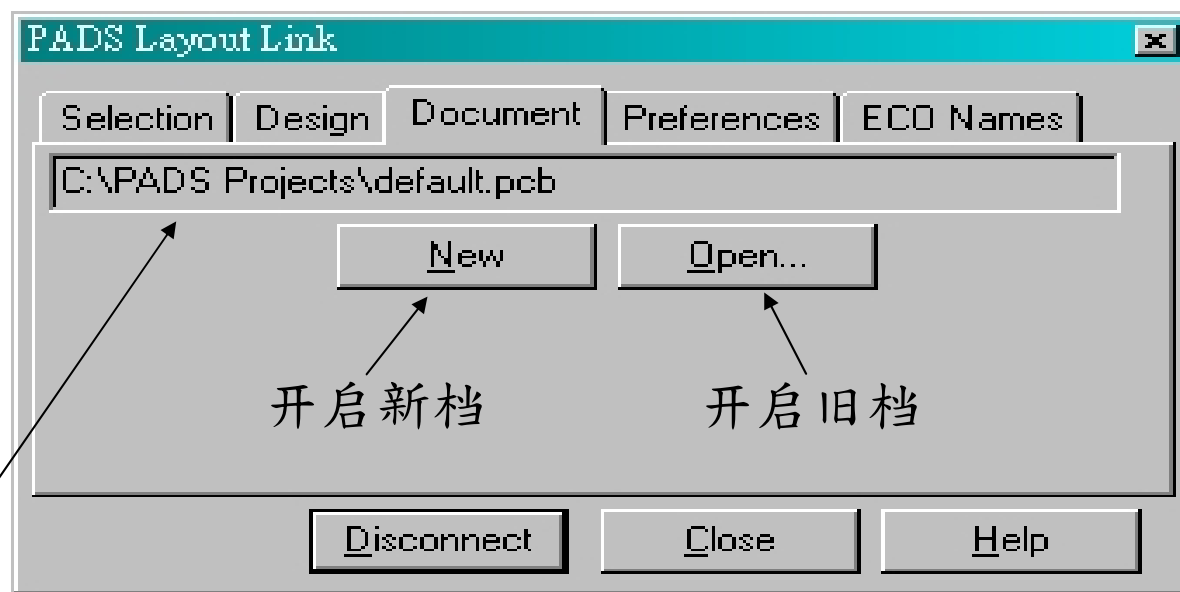 PADS Layout Link
Selection Design Document Preferences ECO Names
C:\PADS Projects\default.pcb
New Open...
开启新档 开启旧档
Disconnect Close Help